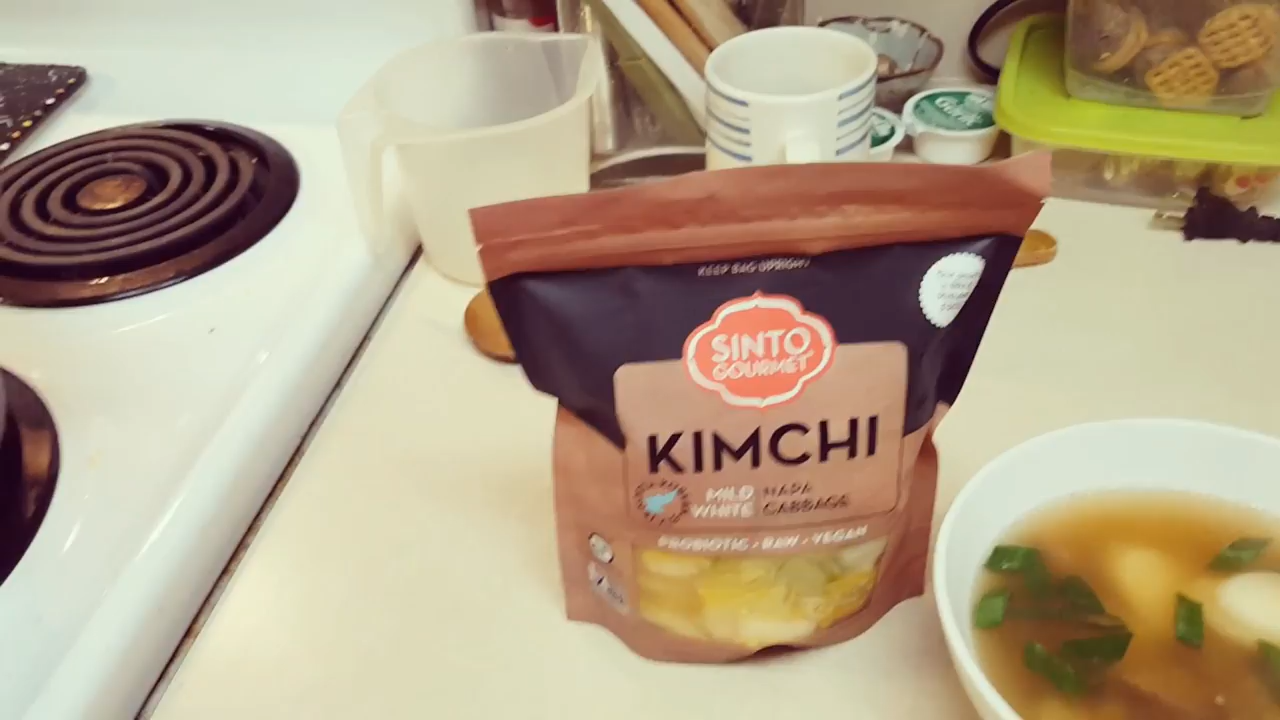 KEEP BAG UPRIGHT
SINTO
GOURMET
KIMCHI
MILD NAPA
WHITE CABBAGE
PROBIOTIC · RAW · VEGAN